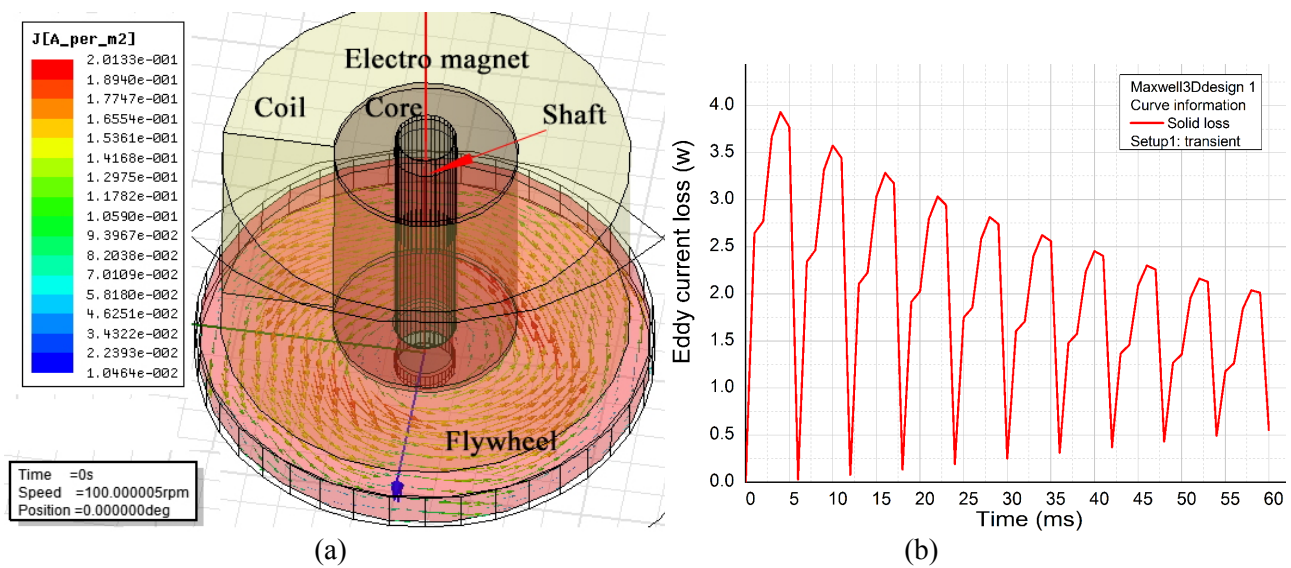 J[A_per_m2]
2.0133e-001
1.8940e-001
1.7747e-001
1.6554e-001
1.5361e-001
1.4168e-001
1.2975e-001
1.1782e-001
1.0590e-001
9.3967e-002
8.2038e-002
7.0109e-002
5.8180e-002
4.6251e-002
3.4322e-002
2.2393e-002
1.0464e-002
Electro magnet
Coil
Core
Shaft
Flywheel
Time =0s
Speed =100.000005rpm
Position =0.000000deg
(a)
Maxwell3Ddesign 1
Curve information
Solid loss
Setup1: transient
Eddy current loss (w)
4.0
3.5
3.0
2.5
2.0
1.5
1.0
0.5
0.0
0 5 10 15 20 25 30 35 40 45 50 55 60
Time (ms)
(b)